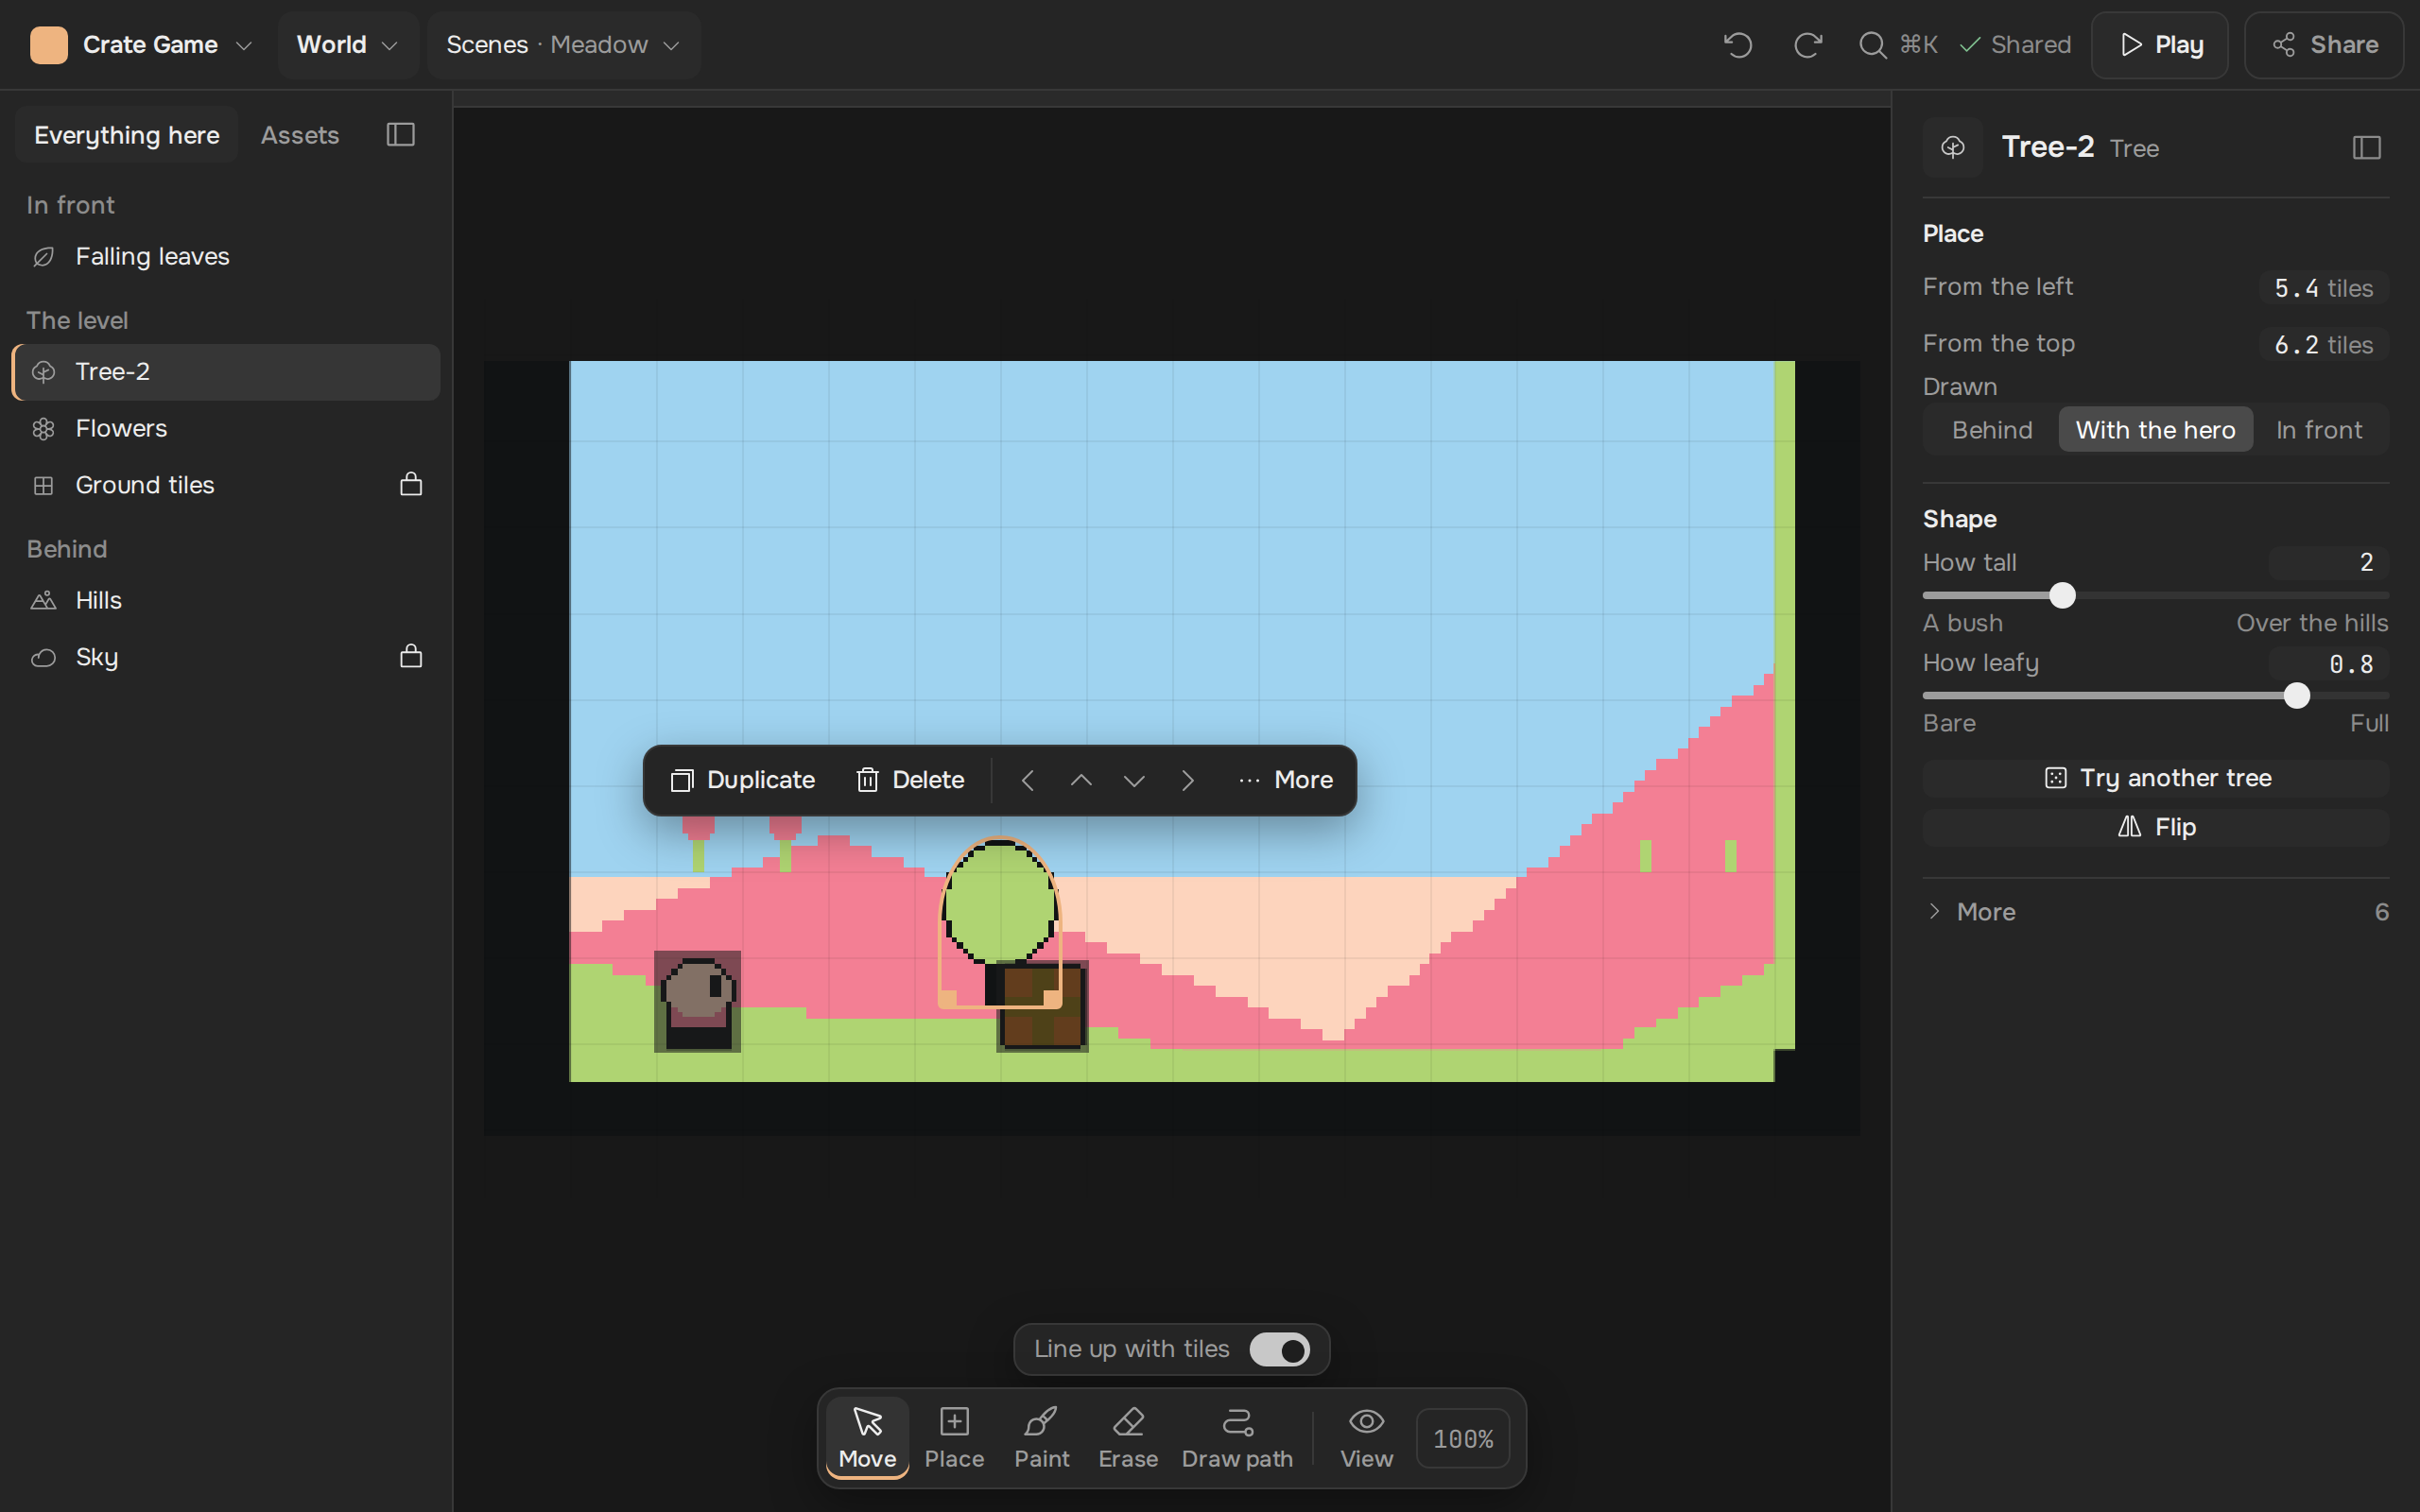 Crate Game World Scenes · Meadow ⌘K Shared Play Share
Everything here Assets
In front
Falling leaves
The level
Tree-2
Flowers
Ground tiles
Behind
Hills
Sky
Duplicate Delete ··· More
Line up with tiles
Move Place Paint Erase Draw path View 100%
Tree-2 Tree
Place
From the left 5.4 tiles
From the top 6.2 tiles
Drawn
Behind With the hero In front
Shape
How tall 2
A bush Over the hills
How leafy 0.8
Bare Full
Try another tree
Flip
More 6